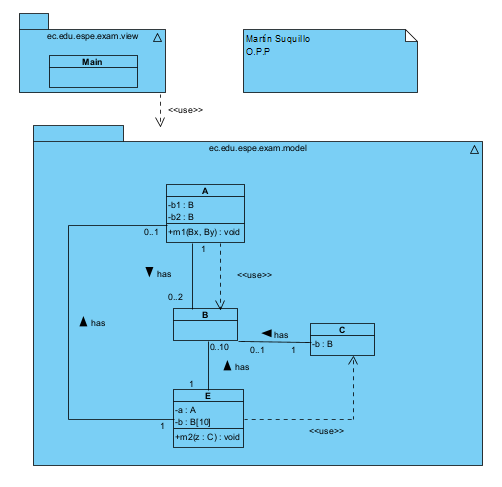 ec.edu.espe.exam.view
Main
Martín Suquillo
O.P.P
<<use>>
ec.edu.espe.exam.model
A
-b1 : B
-b2 : B
+m1(Bx, By) : void
0..1
1
has
<<use>>
0..2
B
has
has
C
-b : B
0..10
0..1
1
has
1
E
-a : A
-b : B[10]
+m2(z : C) : void
1
<<use>>